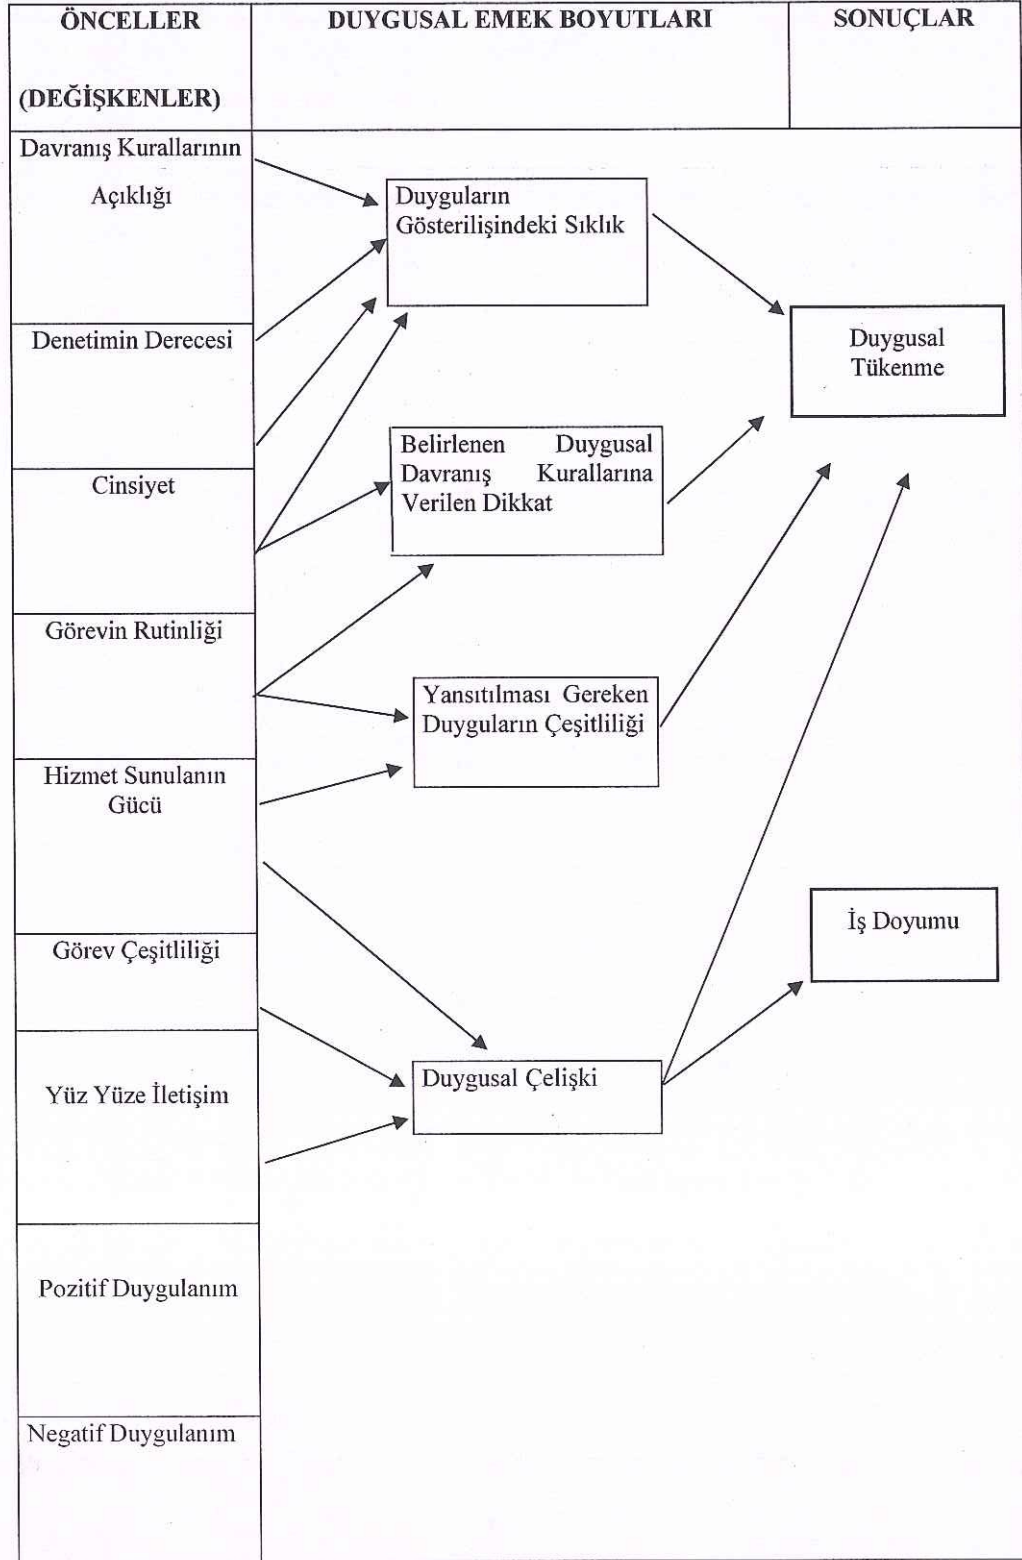 ÖNCELLER
(DEĞİŞKENLER)
DUYGUSAL EMEK BOYUTLARI
SONUÇLAR
Davranış Kurallarının
Açıklığı
Denetimin Derecesi
Cinsiyet
Görevin Rutinliği
Hizmet Sunulanın
Gücü
Görev Çeşitliliği
Yüz Yüze İletişim
Pozitif Duygulanım
Negatif Duygulanım
Duyguların
Gösterilişindeki Sıklık
Belirlenen Duygusal
Davranış Kurallarına
Verilen Dikkat
Yansıtılması Gereken
Duyguların Çeşitliliği
Duygusal Çelişki
Duygusal
Tükenme
İş Doyumu